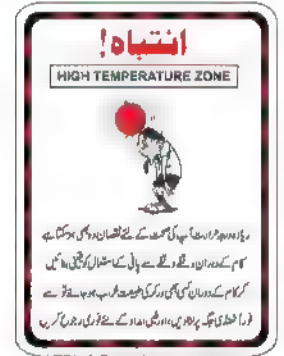 انتباہ!
HIGH TEMPERATURE ZONE
زیادہ درجہ حرارت آپ کی صحت کے لئے نقصان دہ بھی ہو سکتا ہے
کام کے دوران وقفے وقفے سے پانی کے استعمال کو یقینی بنائیں
گر کام کے دوران کسی بھی ورکر کی طبیعت خراب ہو جائے تو اسے
فوراً ٹھنڈی جگہ پر لے جائیں، اور طبی امداد کے لئے فوری رجوع کریں